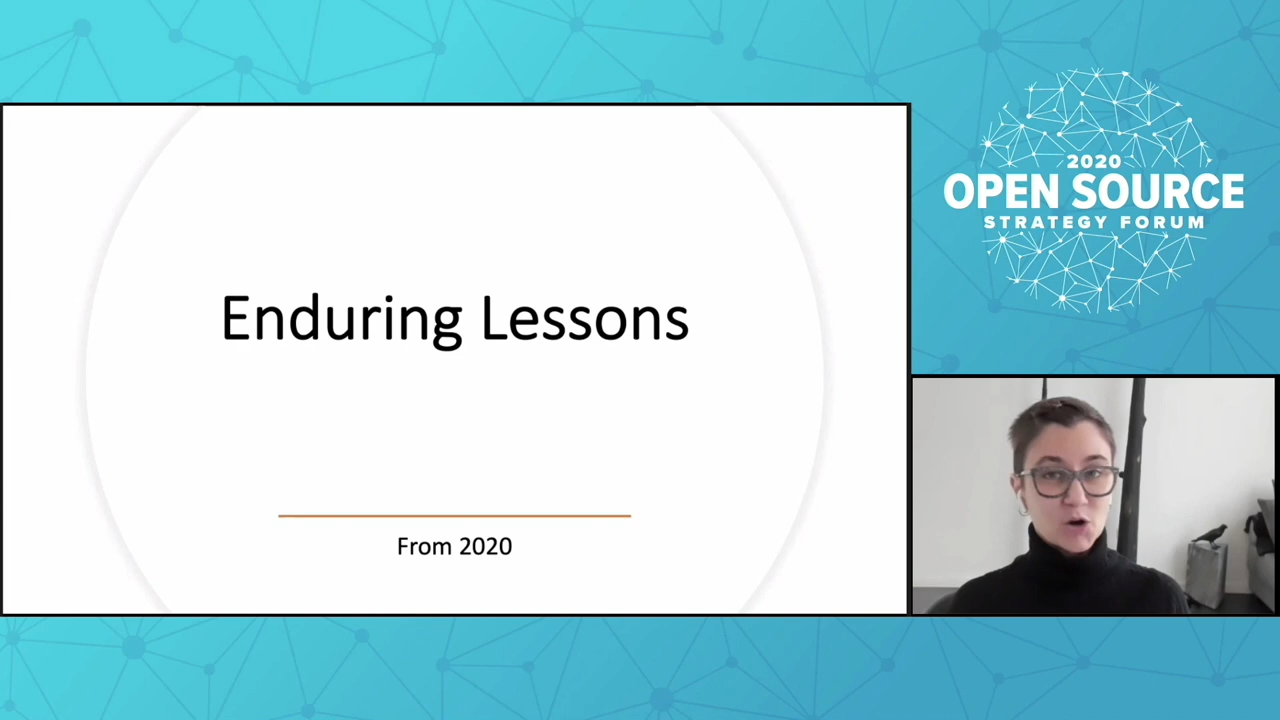 Enduring Lessons
From 2020
2020
OPEN SOURCE
STRATEGY FORUM